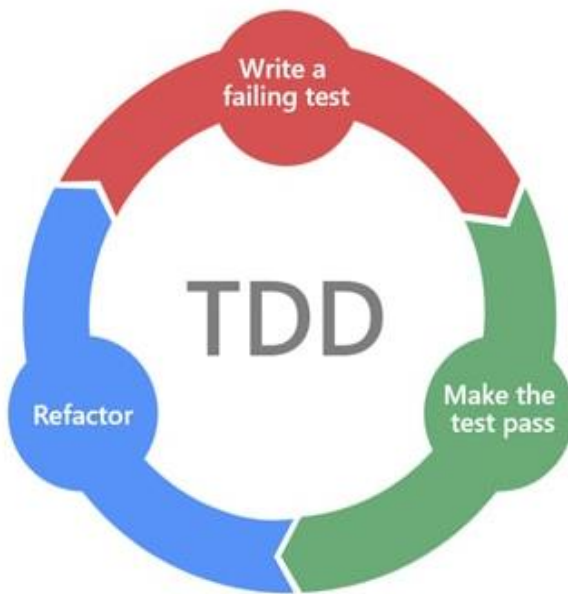 Write a
failing test
TDD
Make the
test pass
Refactor